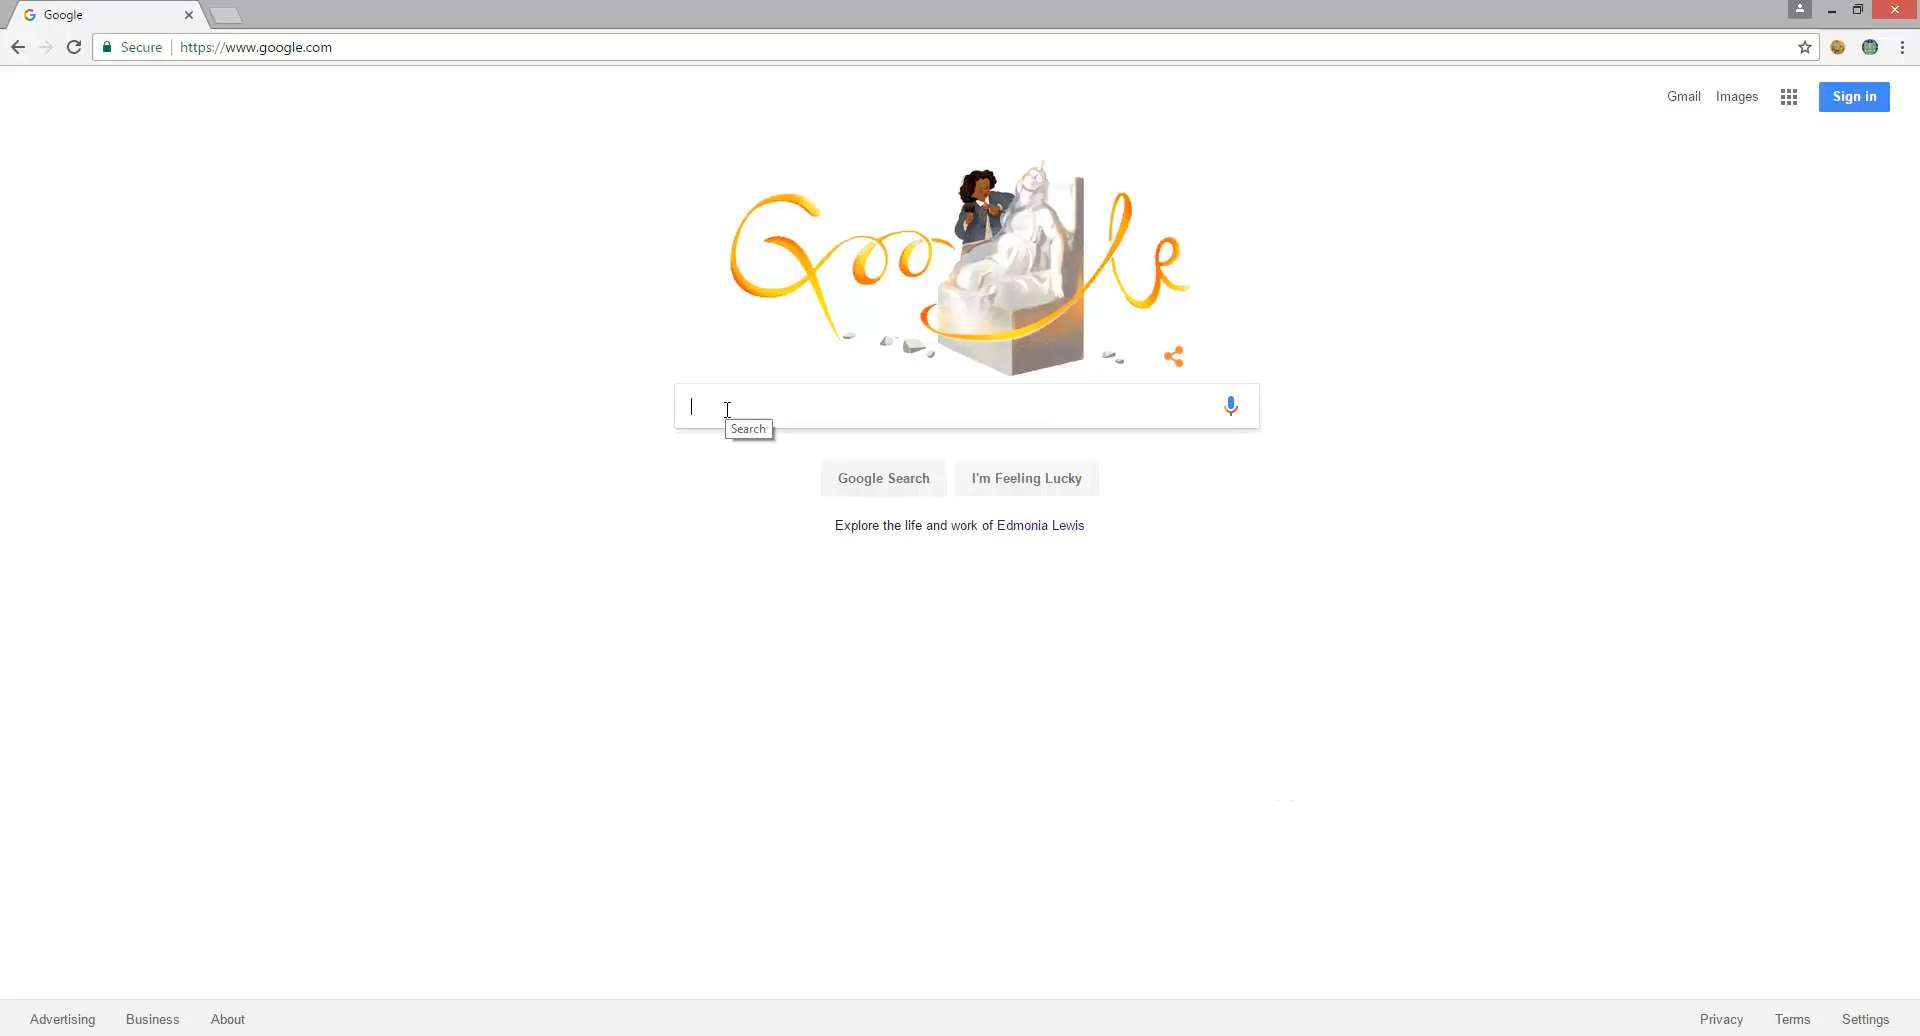 Google
Secure https://www.google.com
Gmail Images Sign in
Google
Search
Google Search I'm Feeling Lucky
Explore the life and work of Edmonia Lewis
Advertising Business About Privacy Terms Settings